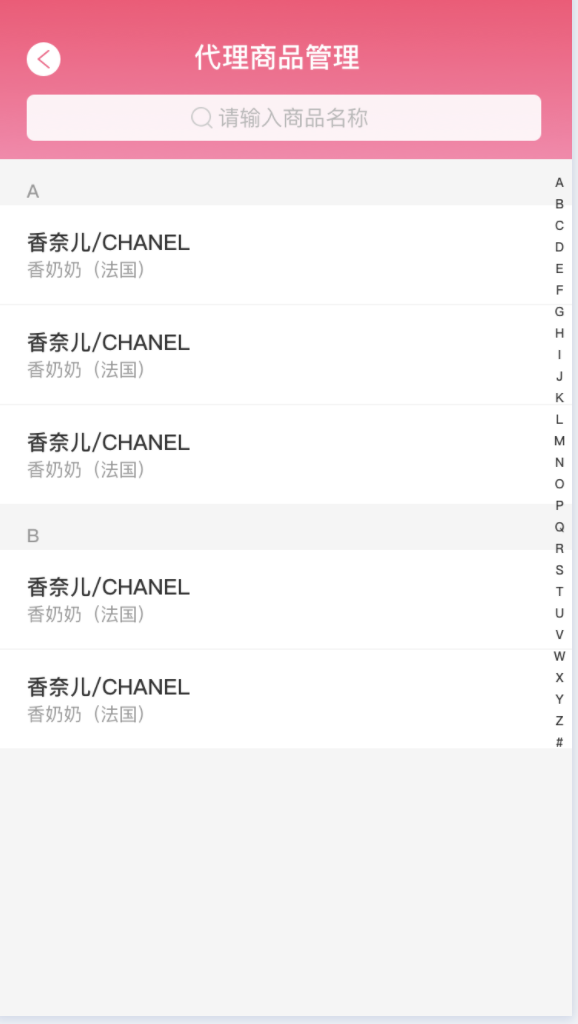 代理商品管理
请输入商品名称
A
香奈儿/CHANEL
香奶奶（法国）
香奈儿/CHANEL
香奶奶（法国）
香奈儿/CHANEL
香奶奶（法国）
B
香奈儿/CHANEL
香奶奶（法国）
香奈儿/CHANEL
香奶奶（法国）
A
B
C
D
E
F
G
H
I
J
K
L
M
N
O
P
Q
R
S
T
U
V
W
X
Y
Z
#